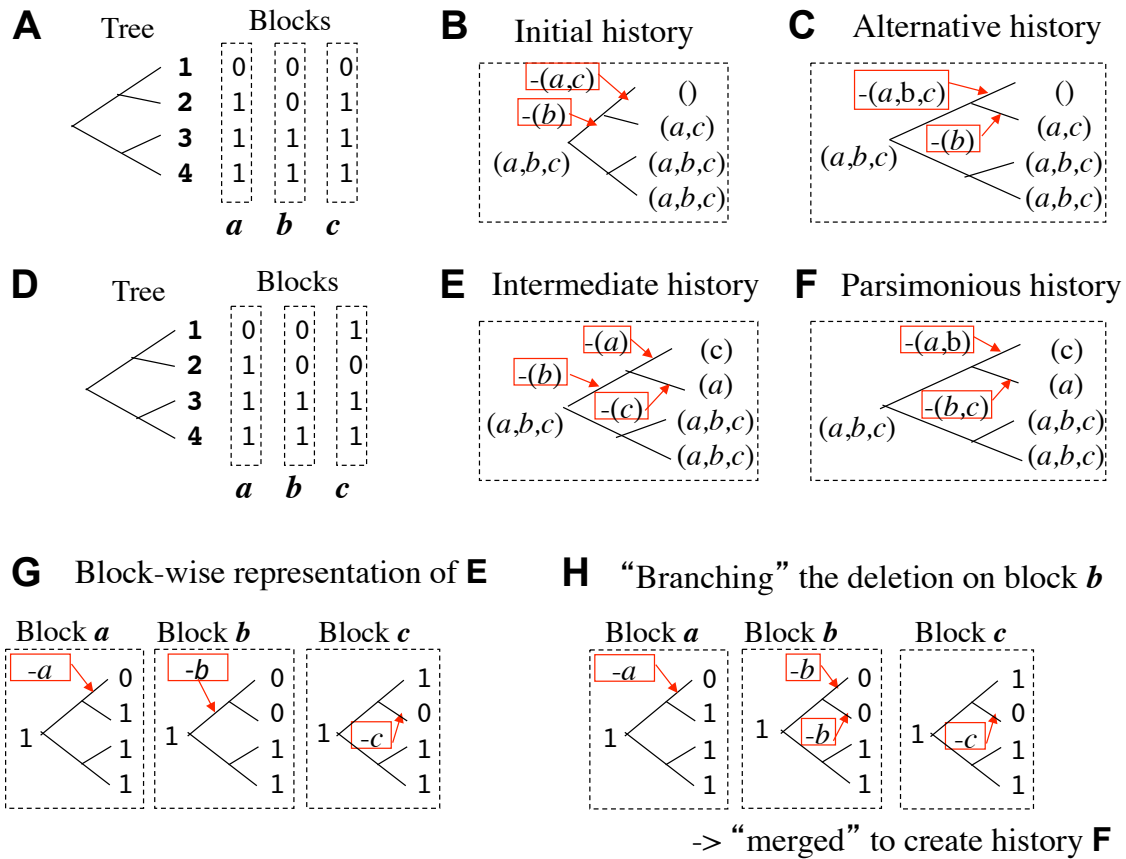 A
Tree
Blocks
1 0 0 0
2 1 0 1
3 1 1 1
4 1 1 1
a b c
B
Initial history
-(a,c)
-(b)
(a,b,c)
()
(a,c)
(a,b,c)
(a,b,c)
C
Alternative history
-(a,b,c)
-(b)
(a,b,c)
()
(a,c)
(a,b,c)
(a,b,c)
D
Tree
Blocks
1 0 0 1
2 1 0 0
3 1 1 1
4 1 1 1
a b c
E
Intermediate history
-(a)
-(b)
-(c)
(a,b,c)
(c)
(a)
(a,b,c)
(a,b,c)
F
Parsimonious history
-(a,b)
-(b,c)
(a,b,c)
(c)
(a)
(a,b,c)
(a,b,c)
G Block-wise representation of E
Block a
-a
1
0
1
1
1
Block b
-b
1
0
0
1
1
Block c
-c
1
1
0
1
1
H “Branching” the deletion on block b
Block a
-a
1
0
1
1
1
Block b
-b
-b
1
0
0
1
1
Block c
-c
1
1
0
1
1
-> “merged” to create history F